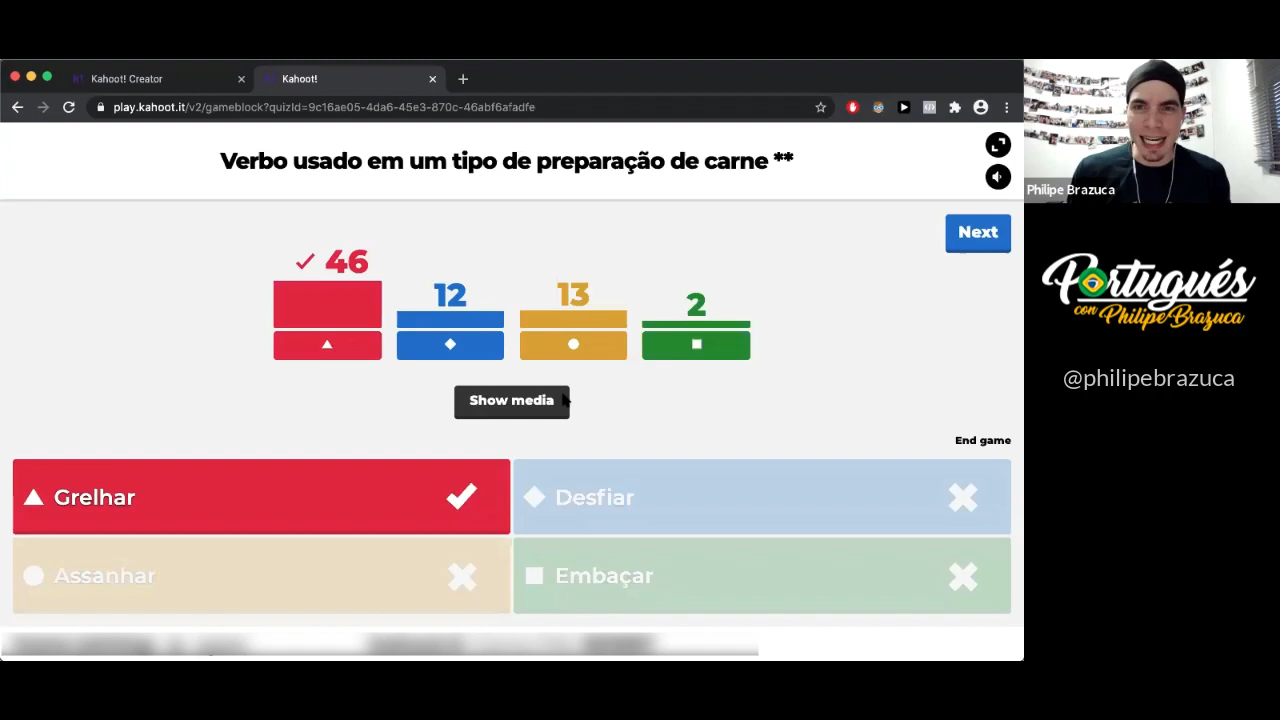 Kahoot! Creator
Kahoot!
play.kahoot.it/v2/gameblock?quizId=9c16ae05-4da6-45e3-870c-46abf6afadfe
Verbo usado em um tipo de preparação de carne **
Philipe Brazuca
Next
46
12
13
2
Portugués
con Philipe Brazuca
@philipebrazuca
Show media
End game
Grelhar
Desfiar
Assanhar
Embaçar